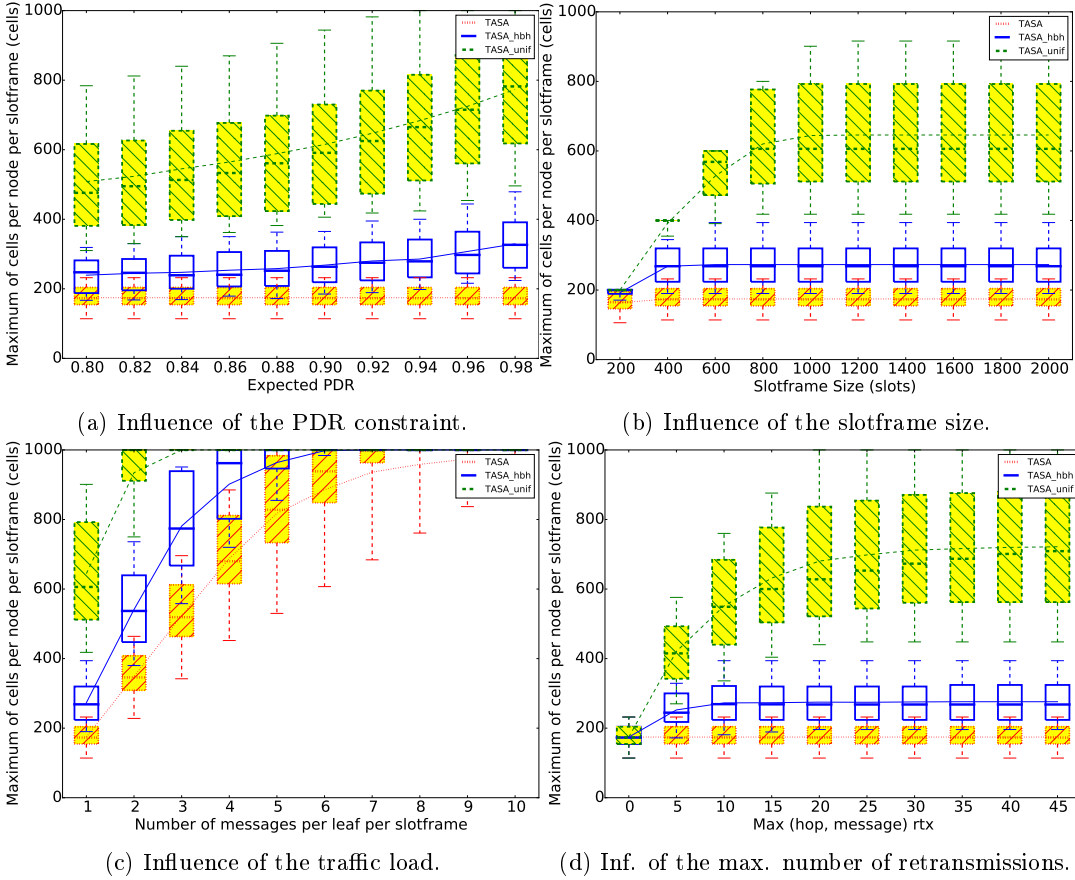 Maximum of cells per node per slotframe (cells)
1000
800
600
400
200
0
TASA
TASA_hbh
TASA_unif
0.80 0.82 0.84 0.86 0.88 0.90 0.92 0.94 0.96 0.98
Expected PDR
(a) Influence of the PDR constraint.
Maximum of cells per node per slotframe (cells)
1000
800
600
400
200
0
TASA
TASA_hbh
TASA_unif
200 400 600 800 1000 1200 1400 1600 1800 2000
Slotframe Size (slots)
(b) Influence of the slotframe size.
Maximum of cells per node per slotframe (cells)
1000
800
600
400
200
0
TASA
TASA_hbh
TASA_unif
1 2 3 4 5 6 7 8 9 10
Number of messages per leaf per slotframe
(c) Influence of the traffic load.
Maximum of cells per node per slotframe (cells)
1000
800
600
400
200
0
TASA
TASA_hbh
TASA_unif
0 5 10 15 20 25 30 35 40 45
Max (hop, message) rtx
(d) Inf. of the max. number of retransmissions.